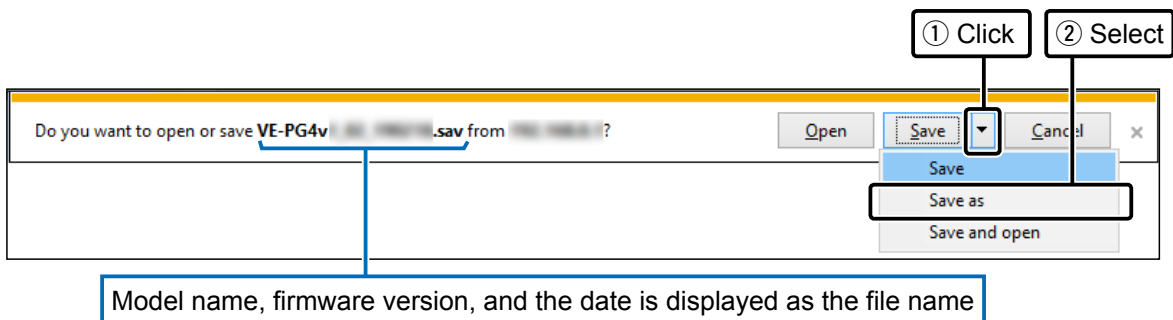 ① Click ② Select
Do you want to open or save VE-PG4v .sav from ? Open Save Cancel
Save
Save as
Save and open
Model name, firmware version, and the date is displayed as the file name